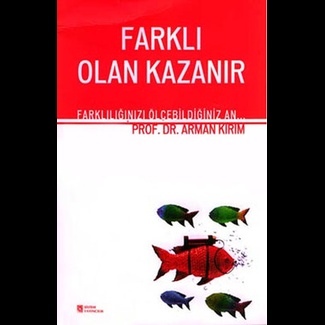 FARKLI
OLAN KAZANIR
FARKLILIĞINIZI ÖLÇEBİLDİĞİNİZ AN...
PROF. DR. ARMAN KIRIM